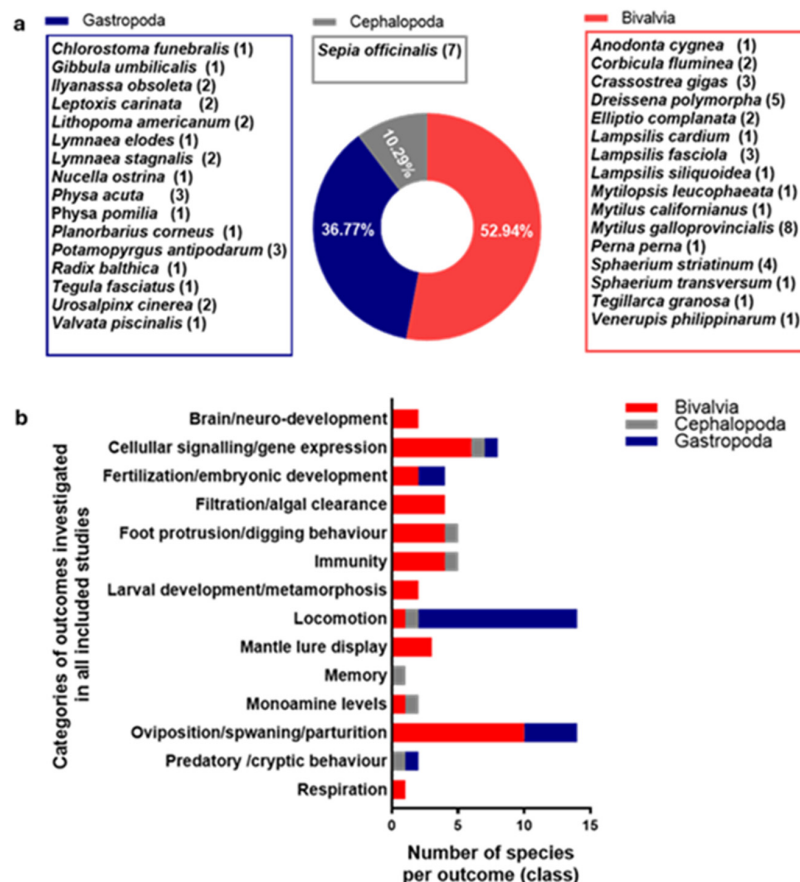 a
Gastropoda
Chlorostoma funebralis (1)
Gibbula umbilicalis (1)
Ilyanassa obsoleta (2)
Leptoxis carinata (2)
Lithopoma americanum (2)
Lymnaea elodes (1)
Lymnaea stagnalis (2)
Nucella ostrina (1)
Physa acuta (3)
Physa pomilia (1)
Planorbarius corneus (1)
Potamopyrgus antipodarum (3)
Radix balthica (1)
Tegula fasciatus (1)
Urosalpinx cinerea (2)
Valvata piscinalis (1)
Cephalopoda
Sepia officinalis (7)
10.29%
36.77%
52.94%
Bivalvia
Anodonta cygnea (1)
Corbicula fluminea (2)
Crassostrea gigas (3)
Dreissena polymorpha (5)
Elliptio complanata (2)
Lampsilis cardium (1)
Lampsilis fasciola (3)
Lampsilis siliquoidea (1)
Mytilopsis leucophaeata (1)
Mytilus californianus (1)
Mytilus galloprovincialis (8)
Perna perna (1)
Sphaerium striatinum (4)
Sphaerium transversum (1)
Tegillarca granosa (1)
Venerupis philippinarum (1)
b
Bivalvia
Cephalopoda
Gastropoda
Categories of outcomes investigated
in all included studies
Brain/neuro-development
Cellullar signalling/gene expression
Fertilization/embryonic development
Filtration/algal clearance
Foot protrusion/digging behaviour
Immunity
Larval development/metamorphosis
Locomotion
Mantle lure display
Memory
Monoamine levels
Oviposition/spwaning/parturition
Predatory /cryptic behaviour
Respiration
0 5 10 15
Number of species
per outcome (class)